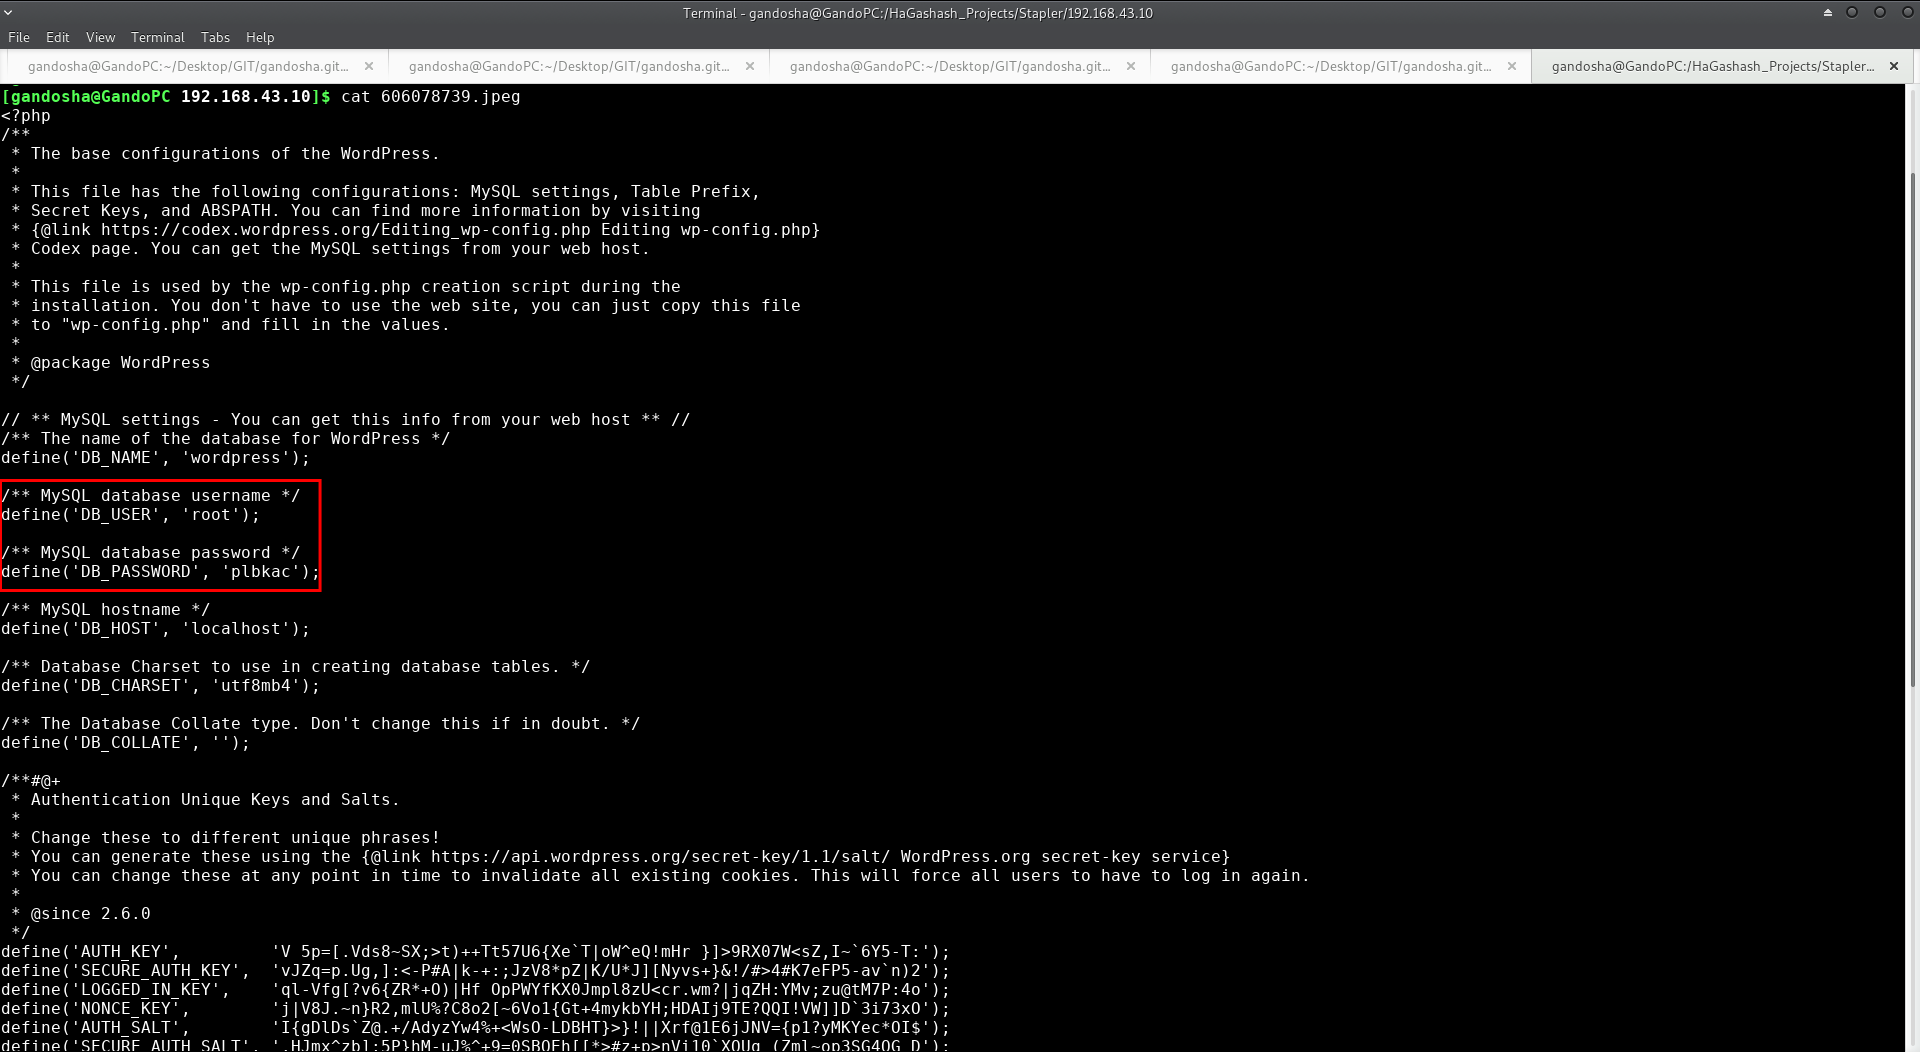 Terminal - gandosha@GandoPC:/HaGashash_Projects/Stapler/192.168.43.10
File Edit View Terminal Tabs Help
gandosha@GandoPC:~/Desktop/GIT/gandosha.git... gandosha@GandoPC:~/Desktop/GIT/gandosha.git... gandosha@GandoPC:~/Desktop/GIT/gandosha.git... gandosha@GandoPC:~/Desktop/GIT/gandosha.git... gandosha@GandoPC:/HaGashash_Projects/Stapler...
[gandosha@GandoPC 192.168.43.10]$ cat 606078739.jpeg
<?php
/**
 * The base configurations of the WordPress.
 *
 * This file has the following configurations: MySQL settings, Table Prefix,
 * Secret Keys, and ABSPATH. You can find more information by visiting
 * {@link https://codex.wordpress.org/Editing_wp-config.php Editing wp-config.php}
 * Codex page. You can get the MySQL settings from your web host.
 *
 * This file is used by the wp-config.php creation script during the
 * installation. You don't have to use the web site, you can just copy this file
 * to "wp-config.php" and fill in the values.
 *
 * @package WordPress
 */
// ** MySQL settings - You can get this info from your web host ** //
/** The name of the database for WordPress */
define('DB_NAME', 'wordpress');
/** MySQL database username */
define('DB_USER', 'root');
/** MySQL database password */
define('DB_PASSWORD', 'plbkac');
/** MySQL hostname */
define('DB_HOST', 'localhost');
/** Database Charset to use in creating database tables. */
define('DB_CHARSET', 'utf8mb4');
/** The Database Collate type. Don't change this if in doubt. */
define('DB_COLLATE', '');
/**#@+
 * Authentication Unique Keys and Salts.
 *
 * Change these to different unique phrases!
 * You can generate these using the {@link https://api.wordpress.org/secret-key/1.1/salt/ WordPress.org secret-key service}
 * You can change these at any point in time to invalidate all existing cookies. This will force all users to have to log in again.
 *
 * @since 2.6.0
 */
define('AUTH_KEY',         'V 5p=[.Vds8~SX;>t)++Tt57U6{Xe`T|oW^eQ!mHr }]>9RX07W<sZ,I~`6Y5-T:');
define('SECURE_AUTH_KEY',  'vJZq=p.Ug,]:<-P#A|k-+:;JzV8*pZ|K/U*J][Nyvs+}&!/#>4#K7eFP5-av`n)2');
define('LOGGED_IN_KEY',    'ql-Vfg[?v6{ZR*+O)|Hf OpPWYfKX0Jmpl8zU<cr.wm?|jqZH:YMv;zu@tM7P:4o');
define('NONCE_KEY',        'j|V8J.~n}R2,mlU%?C8o2[~6Vo1{Gt+4mykbYH;HDAIj9TE?QQI!VW]]D`3i73xO');
define('AUTH_SALT',        'I{gDlDs`Z@.+/AdyzYw4%+<WsO-LDBHT}>}!||Xrf@1E6jJNV={p1?yMKYec*OI$');
define('SECURE_AUTH_SALT', '.HJmx^zb];5P}hM-uJ%^+9=0SBQEh[[*>#z+p>nVi10`XOUq (Zml~op3SG4OG D');